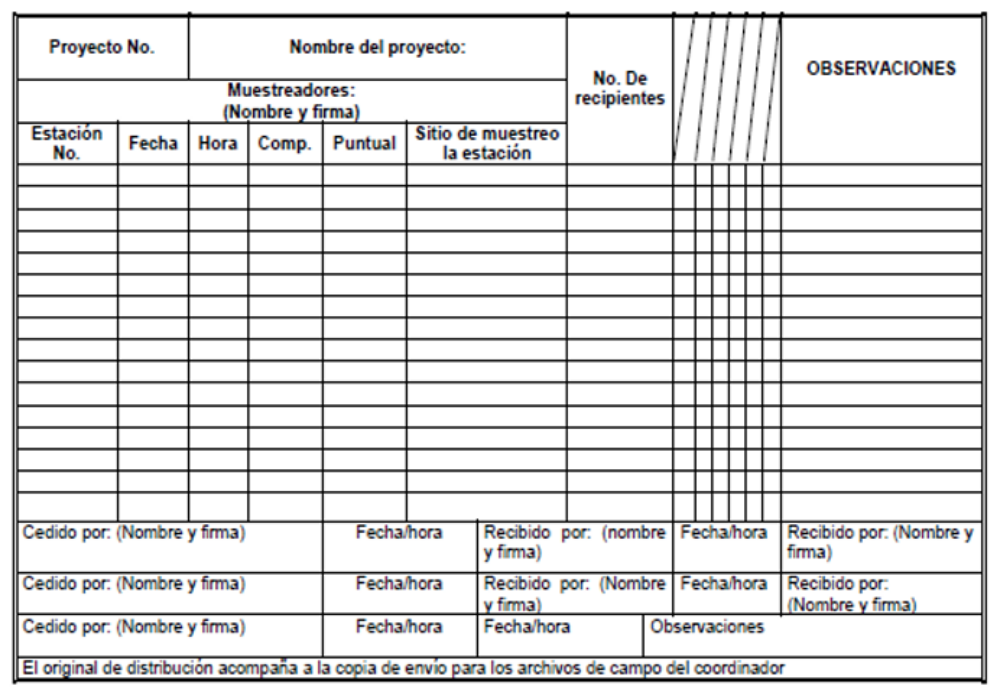 Proyecto No.
Nombre del proyecto:
No. De
recipientes
OBSERVACIONES
Muestreadores:
(Nombre y firma)
Estación
No.
Fecha
Hora
Comp.
Puntual
Sitio de muestreo
la estación
Cedido por: (Nombre y firma)
Fecha/hora
Recibido por: (nombre
y firma)
Fecha/hora
Recibido por: (Nombre y
firma)
Cedido por: (Nombre y firma)
Fecha/hora
Recibido por: (Nombre
y firma)
Fecha/hora
Recibido por:
(Nombre y firma)
Cedido por: (Nombre y firma)
Fecha/hora
Fecha/hora
Observaciones
El original de distribución acompaña a la copia de envío para los archivos de campo del coordinador